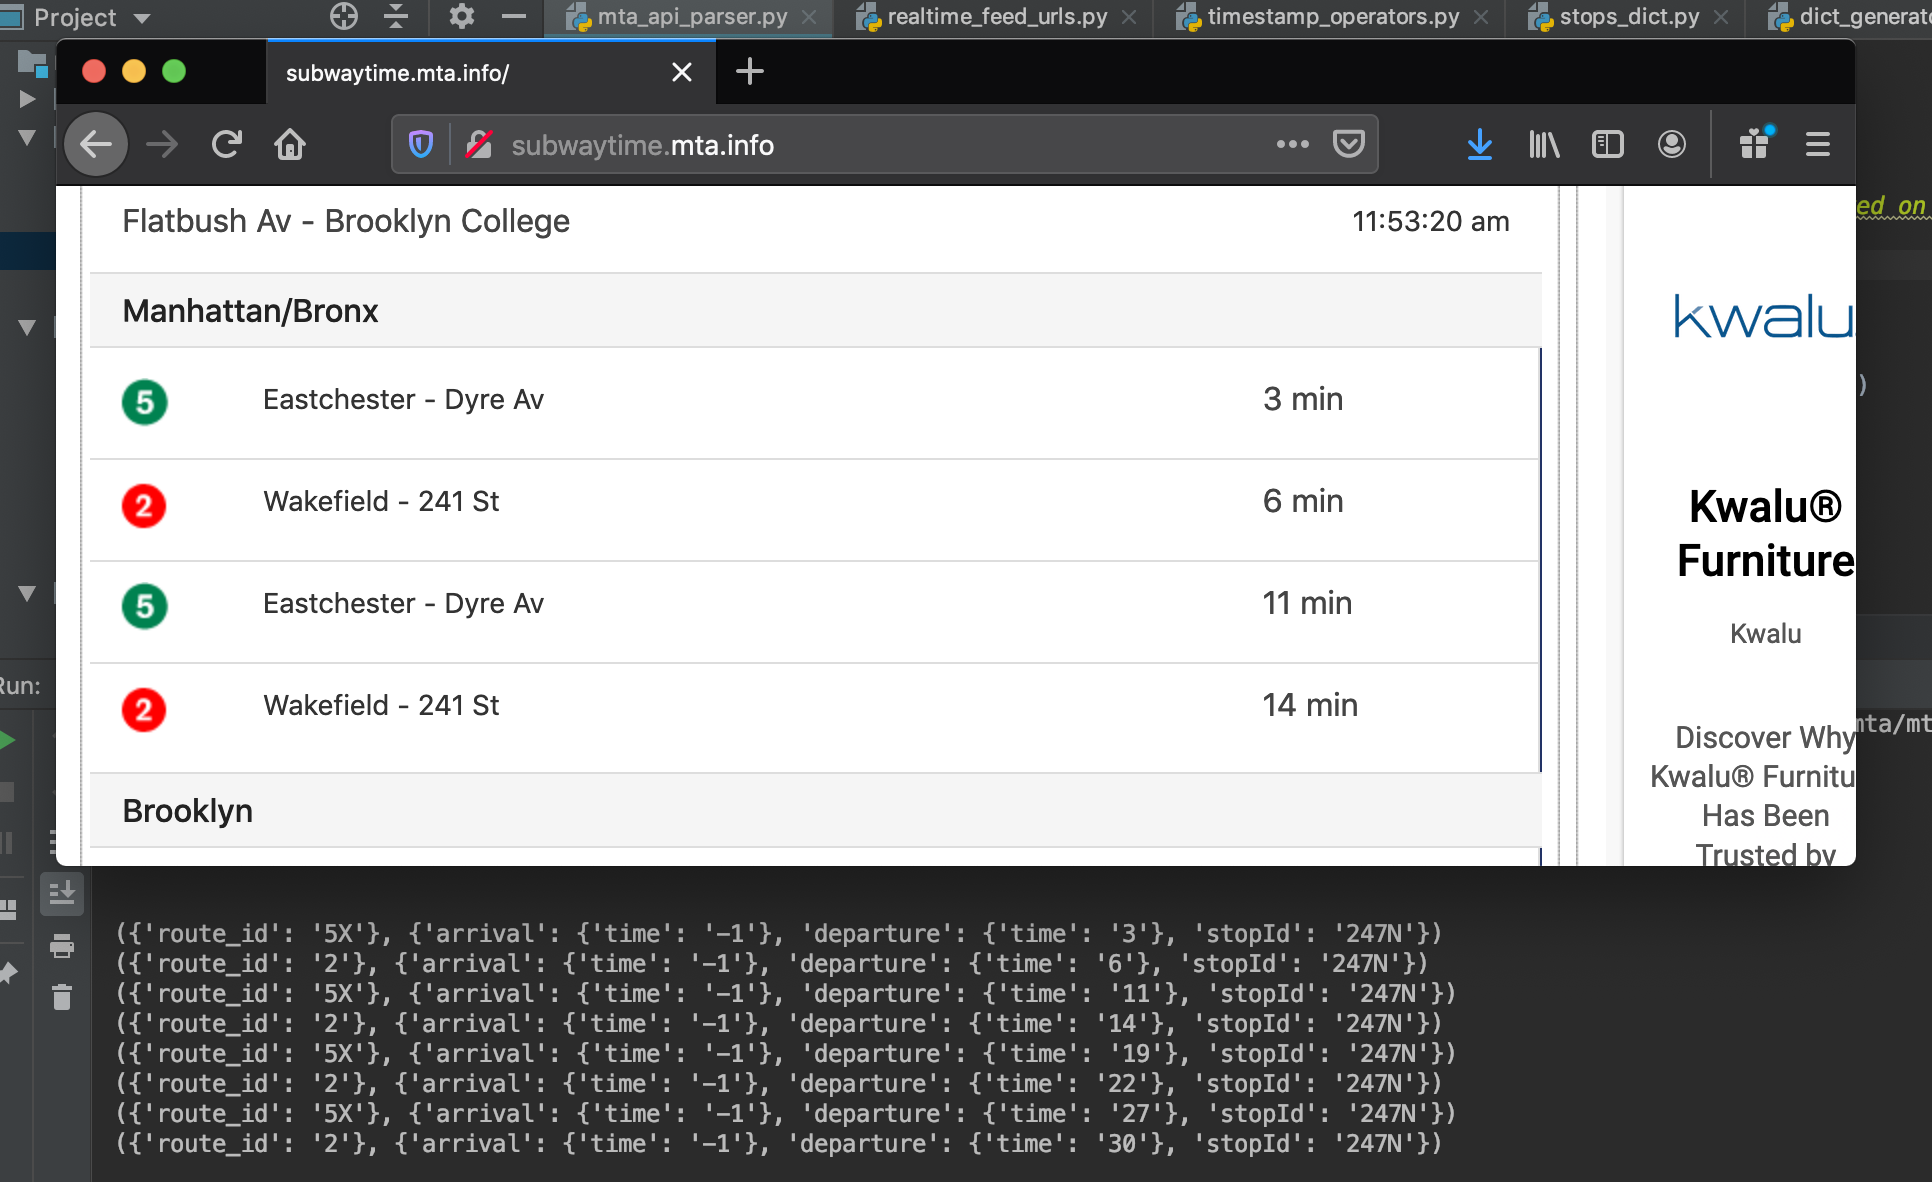 Project
mta_api_parser.py
realtime_feed_urls.py
timestamp_operators.py
stops_dict.py
subwaytime.mta.info/
subwaytime.mta.info
ed on
Flatbush Av - Brooklyn College 11:53:20 am
Manhattan/Bronx
5 Eastchester - Dyre Av 3 min
2 Wakefield - 241 St 6 min
5 Eastchester - Dyre Av 11 min
2 Wakefield - 241 St 14 min
Brooklyn
kwalu
)
Kwalu®
Furniture
Kwalu
Discover Why
Kwalu® Furnitu
Has Been
Trusted by
Run:
mta/mt
({'route_id': '5X'}, {'arrival': {'time': '-1'}, 'departure': {'time': '3'}, 'stopId': '247N'})
({'route_id': '2'}, {'arrival': {'time': '-1'}, 'departure': {'time': '6'}, 'stopId': '247N'})
({'route_id': '5X'}, {'arrival': {'time': '-1'}, 'departure': {'time': '11'}, 'stopId': '247N'})
({'route_id': '2'}, {'arrival': {'time': '-1'}, 'departure': {'time': '14'}, 'stopId': '247N'})
({'route_id': '5X'}, {'arrival': {'time': '-1'}, 'departure': {'time': '19'}, 'stopId': '247N'})
({'route_id': '2'}, {'arrival': {'time': '-1'}, 'departure': {'time': '22'}, 'stopId': '247N'})
({'route_id': '5X'}, {'arrival': {'time': '-1'}, 'departure': {'time': '27'}, 'stopId': '247N'})
({'route_id': '2'}, {'arrival': {'time': '-1'}, 'departure': {'time': '30'}, 'stopId': '247N'})